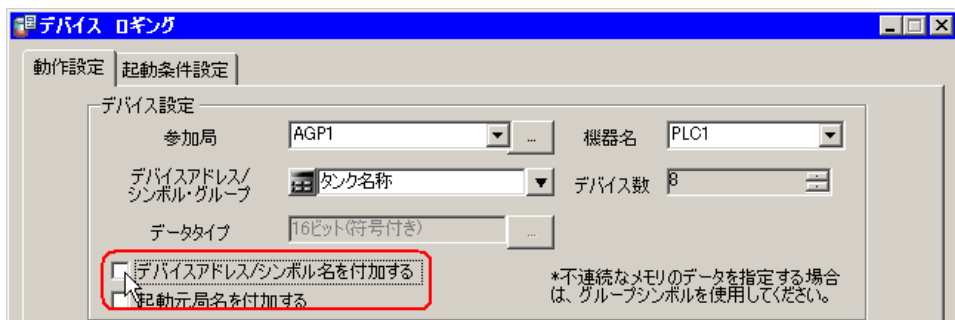 デバイス ロギング
動作設定 起動条件設定
デバイス設定
参加局 AGP1 ... 機器名 PLC1
デバイスアドレス/
シンボル・グループ
タンク名称 デバイス数 8
データタイプ 16ビット(符号付き) ...
デバイスアドレス/シンボル名を付加する
起動元局名を付加する
*不連続なメモリのデータを指定する場合
は、グループシンボルを使用してください。